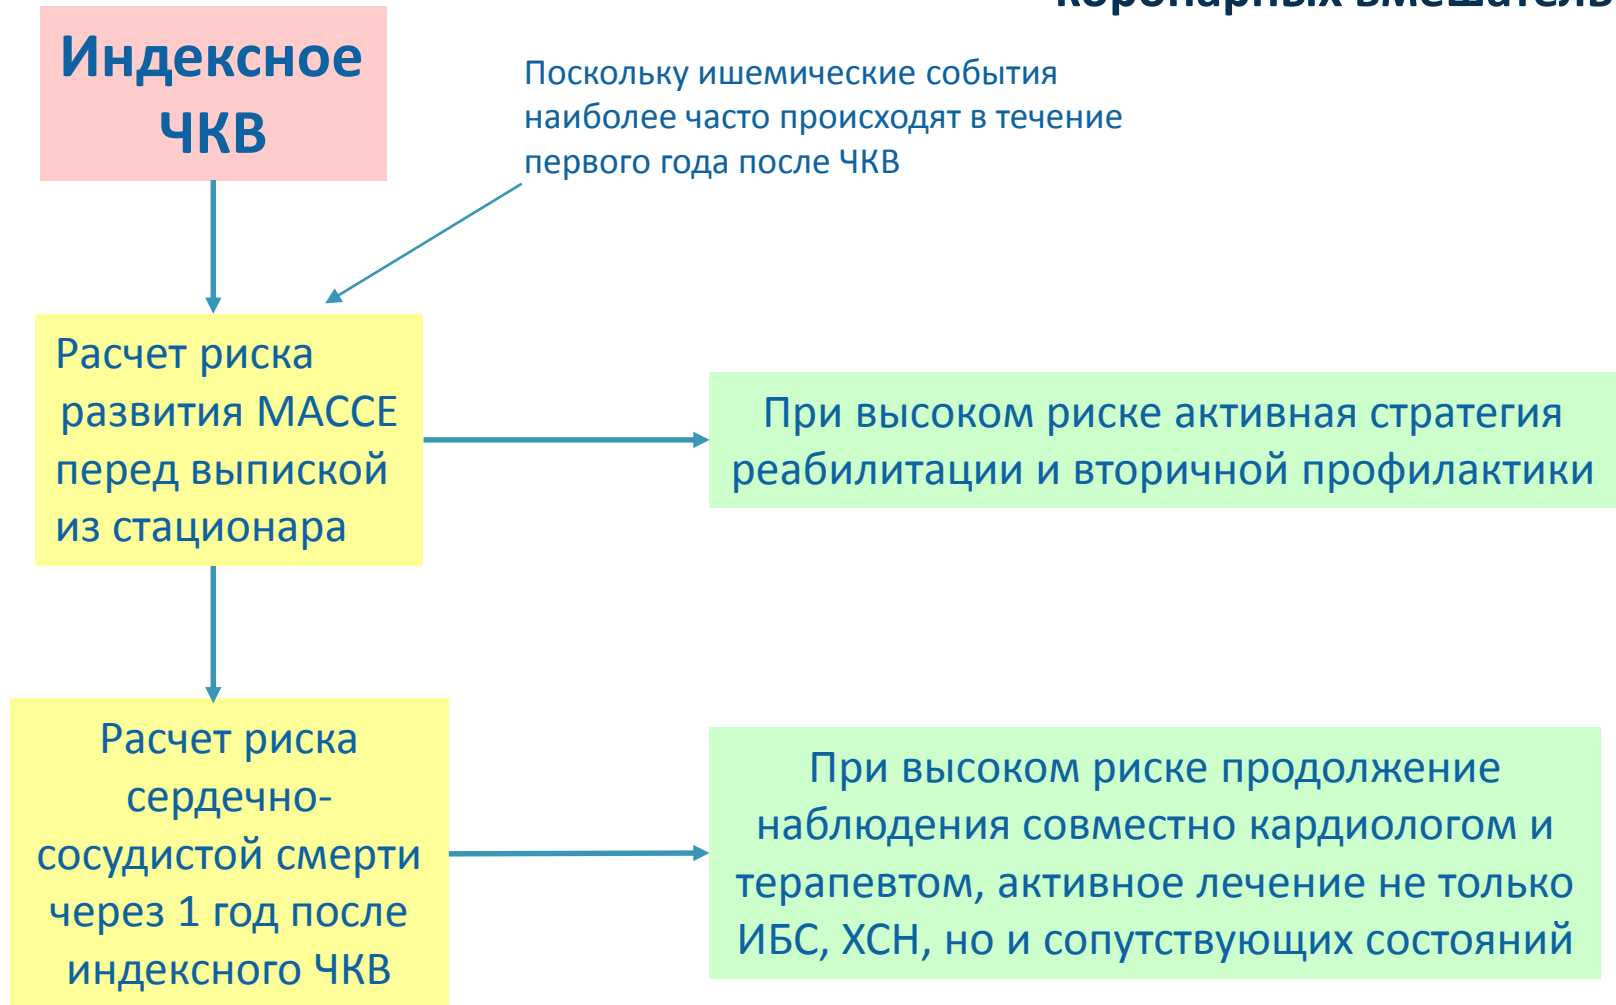 коронарных вмешатель
Индексное
ЧКВ
Поскольку ишемические события
наиболее часто происходят в течение
первого года после ЧКВ
Расчет риска
развития МАССЕ
перед выпиской
из стационара
При высоком риске активная стратегия
реабилитации и вторичной профилактики
Расчет риска
сердечно-
сосудистой смерти
через 1 год после
индексного ЧКВ
При высоком риске продолжение
наблюдения совместно кардиологом и
терапевтом, активное лечение не только
ИБС, ХСН, но и сопутствующих состояний